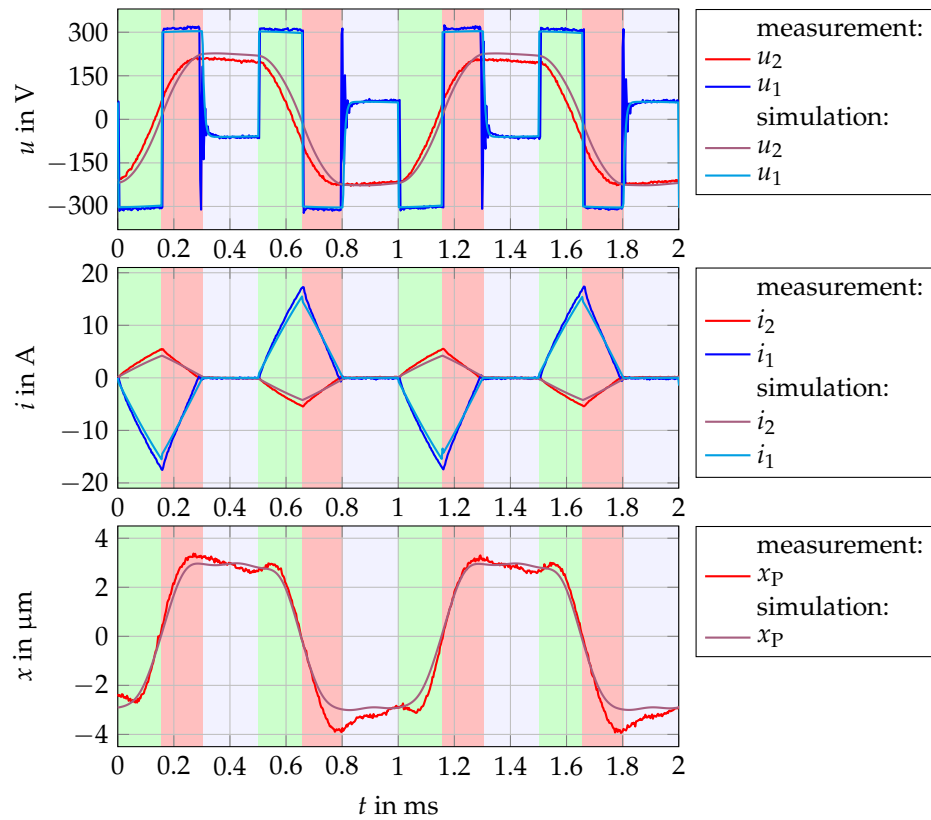 300
150
0
−150
−300
u in V
0 0.2 0.4 0.6 0.8 1 1.2 1.4 1.6 1.8 2
measurement:
u2
u1
simulation:
u2
u1
20
10
0
−10
−20
i in A
0 0.2 0.4 0.6 0.8 1 1.2 1.4 1.6 1.8 2
measurement:
i2
i1
simulation:
i2
i1
4
2
0
−2
−4
x in µm
0 0.2 0.4 0.6 0.8 1 1.2 1.4 1.6 1.8 2
t in ms
measurement:
xP
simulation:
xP